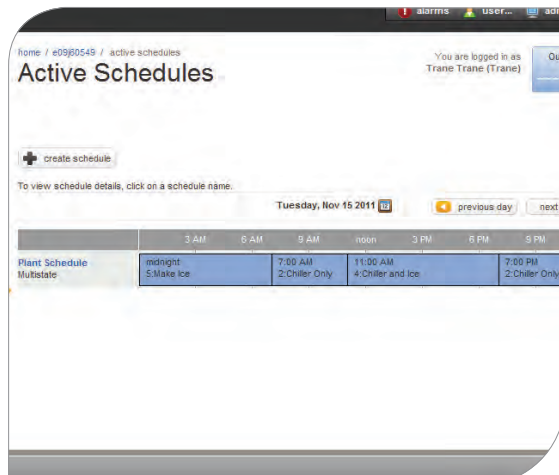 alarms user...
home / e09j60549 / active schedules
Active Schedules
You are logged in as
Trane Trane (Trane)
create schedule
To view schedule details, click on a schedule name.
Tuesday, Nov 15 2011
previous day next
3 AM 6 AM 9 AM noon 3 PM 6 PM 9 PM
Plant Schedule
Multistate
midnight
5:Make Ice
7:00 AM
2:Chiller Only
11:00 AM
4:Chiller and Ice
7:00 PM
2:Chiller Only